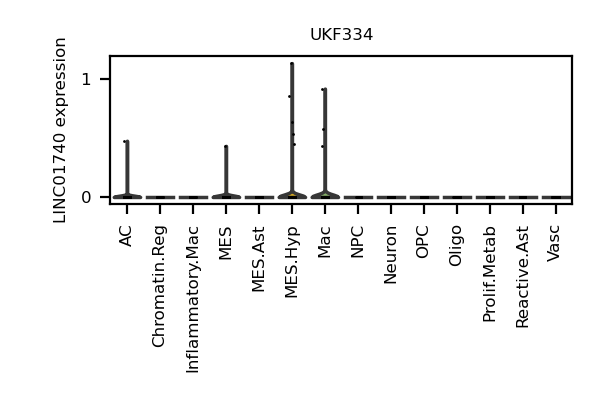 UKF334
LINC01740 expression
1
0
AC
Chromatin.Reg
Inflammatory.Mac
MES
MES.Ast
MES.Hyp
Mac
NPC
Neuron
OPC
Oligo
Prolif.Metab
Reactive.Ast
Vasc